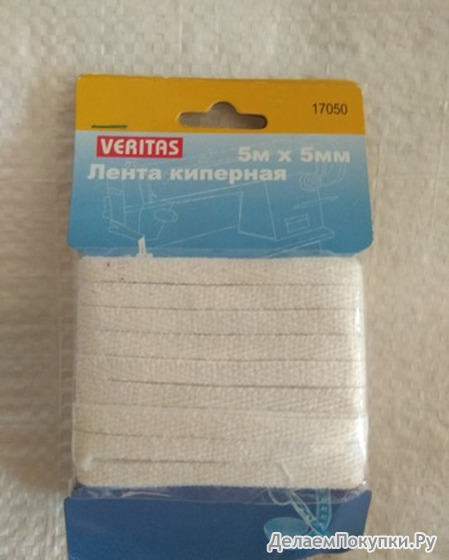 17050
VERITAS
5м x 5мм
Лента киперная
ДелаемПокупки.Ру